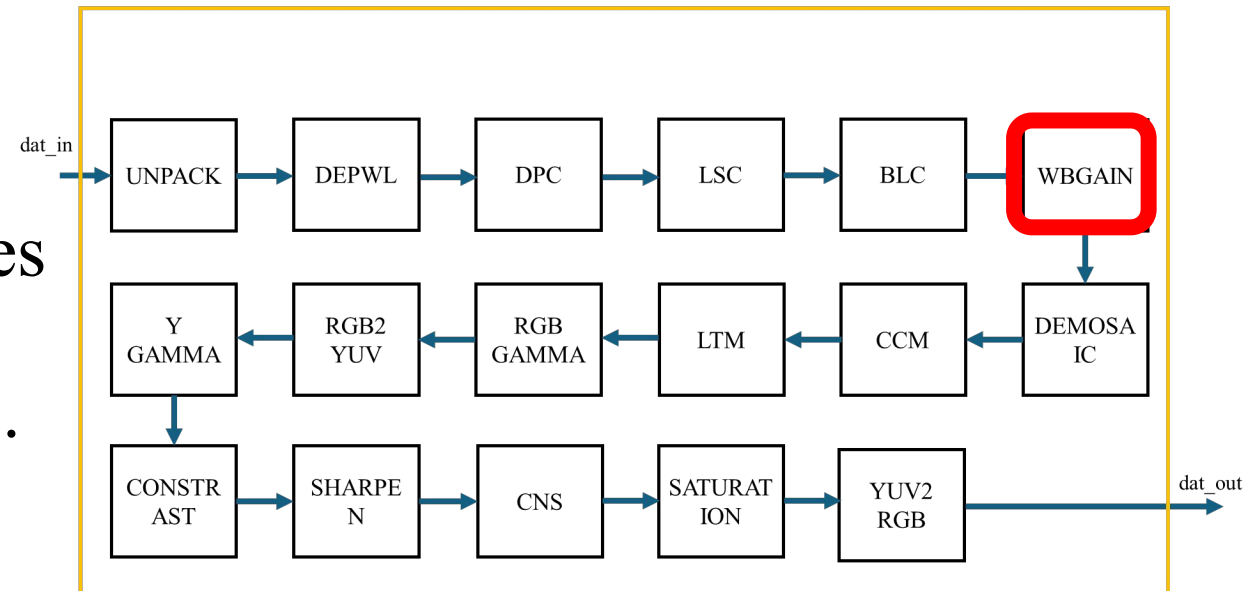 dat_in
UNPACK
DEPWL
DPC
LSC
BLC
WBGAIN
es
Y
GAMMA
RGB2
YUV
RGB
GAMMA
LTM
CCM
DEMOSA
IC
.
CONSTR
AST
SHARPE
N
CNS
SATURAT
ION
YUV2
RGB
dat_out